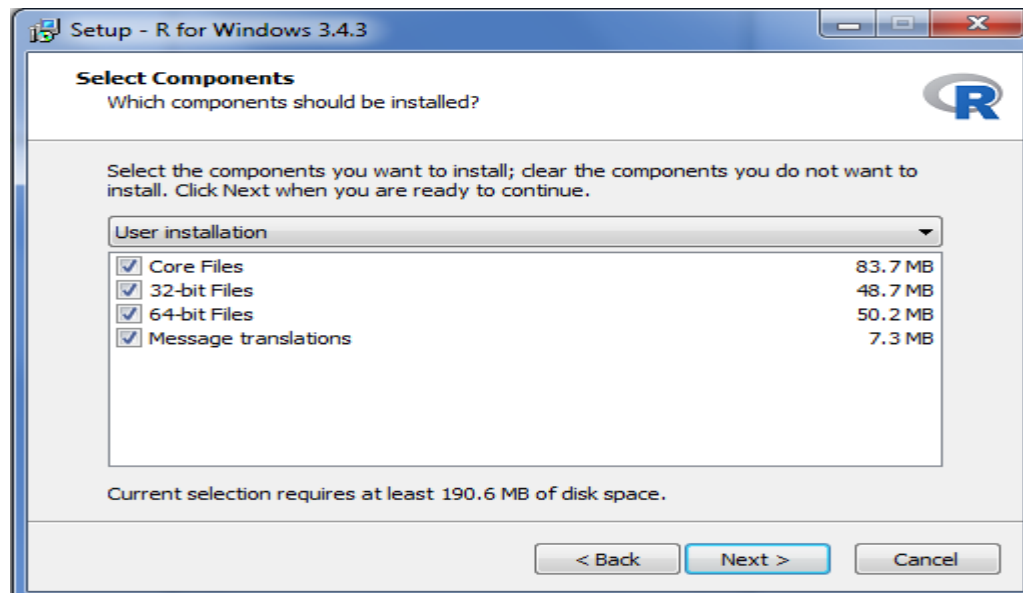 Setup - R for Windows 3.4.3
Select Components
Which components should be installed?
R
Select the components you want to install; clear the components you do not want to
install. Click Next when you are ready to continue.
User installation
Core Files 83.7 MB
32-bit Files 48.7 MB
64-bit Files 50.2 MB
Message translations 7.3 MB
Current selection requires at least 190.6 MB of disk space.
< Back Next > Cancel